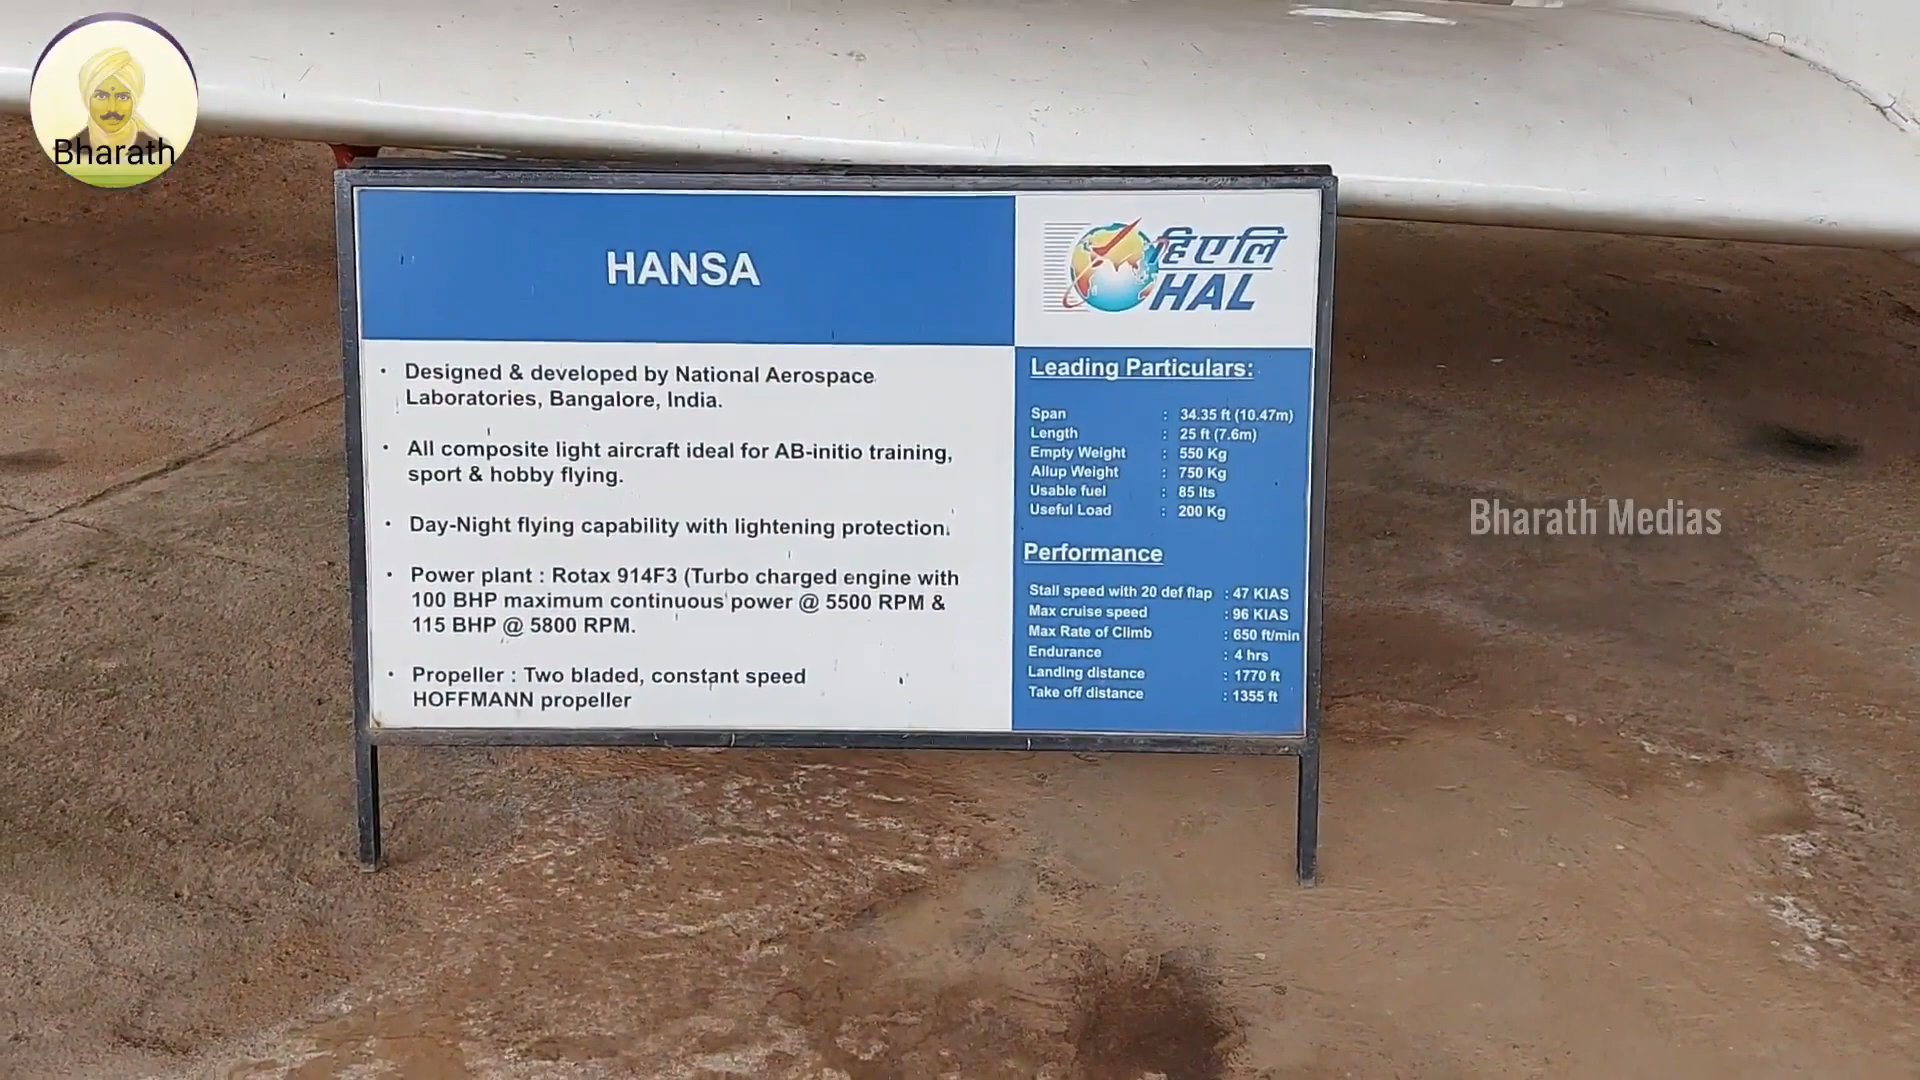 Bharath
HANSA
हिएलि
HAL
• Designed & developed by National Aerospace
Laboratories, Bangalore, India.
• All composite light aircraft ideal for AB-initio training,
sport & hobby flying.
• Day-Night flying capability with lightening protection.
• Power plant : Rotax 914F3 (Turbo charged engine with
100 BHP maximum continuous power @ 5500 RPM &
115 BHP @ 5800 RPM.
• Propeller : Two bladed, constant speed
HOFFMANN propeller
Leading Particulars:
Span : 34.35 ft (10.47m)
Length : 25 ft (7.6m)
Empty Weight : 550 Kg
Allup Weight : 750 Kg
Usable fuel : 85 lts
Useful Load : 200 Kg
Performance
Stall speed with 20 def flap : 47 KIAS
Max cruise speed : 96 KIAS
Max Rate of Climb : 650 ft/min
Endurance : 4 hrs
Landing distance : 1770 ft
Take off distance : 1355 ft
Bharath Medias